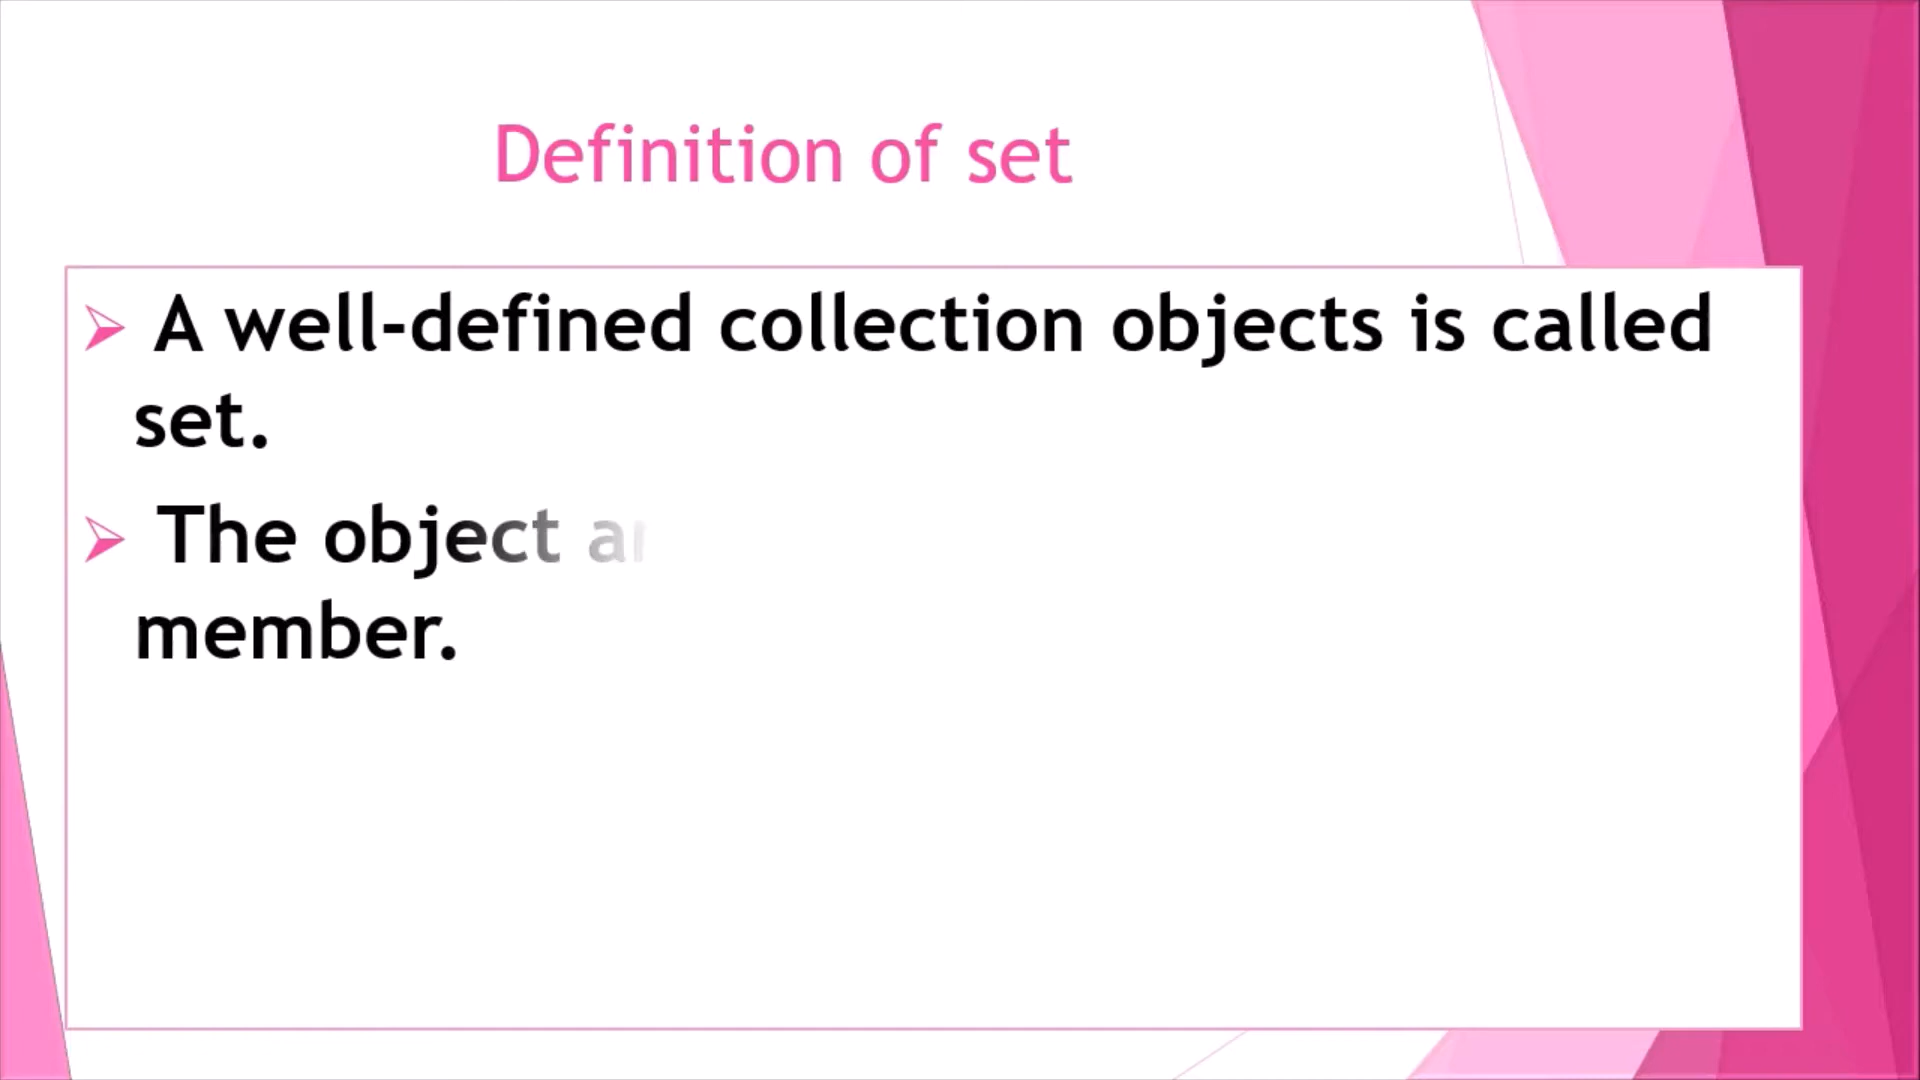 Definition of set
A well-defined collection objects is called
set.
The object
member.